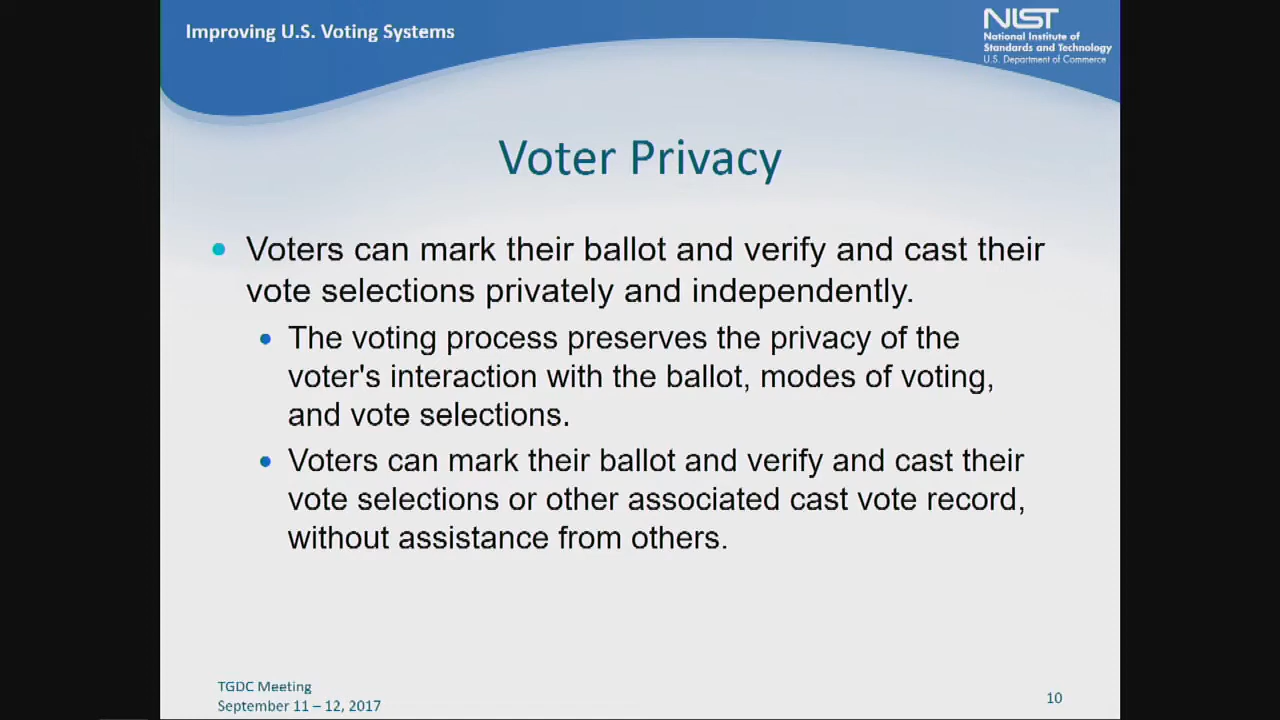 Improving U.S. Voting Systems
NIST
National Institute of
Standards and Technology
U.S. Department of Commerce
Voter Privacy
• Voters can mark their ballot and verify and cast their
vote selections privately and independently.
• The voting process preserves the privacy of the
voter's interaction with the ballot, modes of voting,
and vote selections.
• Voters can mark their ballot and verify and cast their
vote selections or other associated cast vote record,
without assistance from others.
TGDC Meeting
September 11 – 12, 2017
10